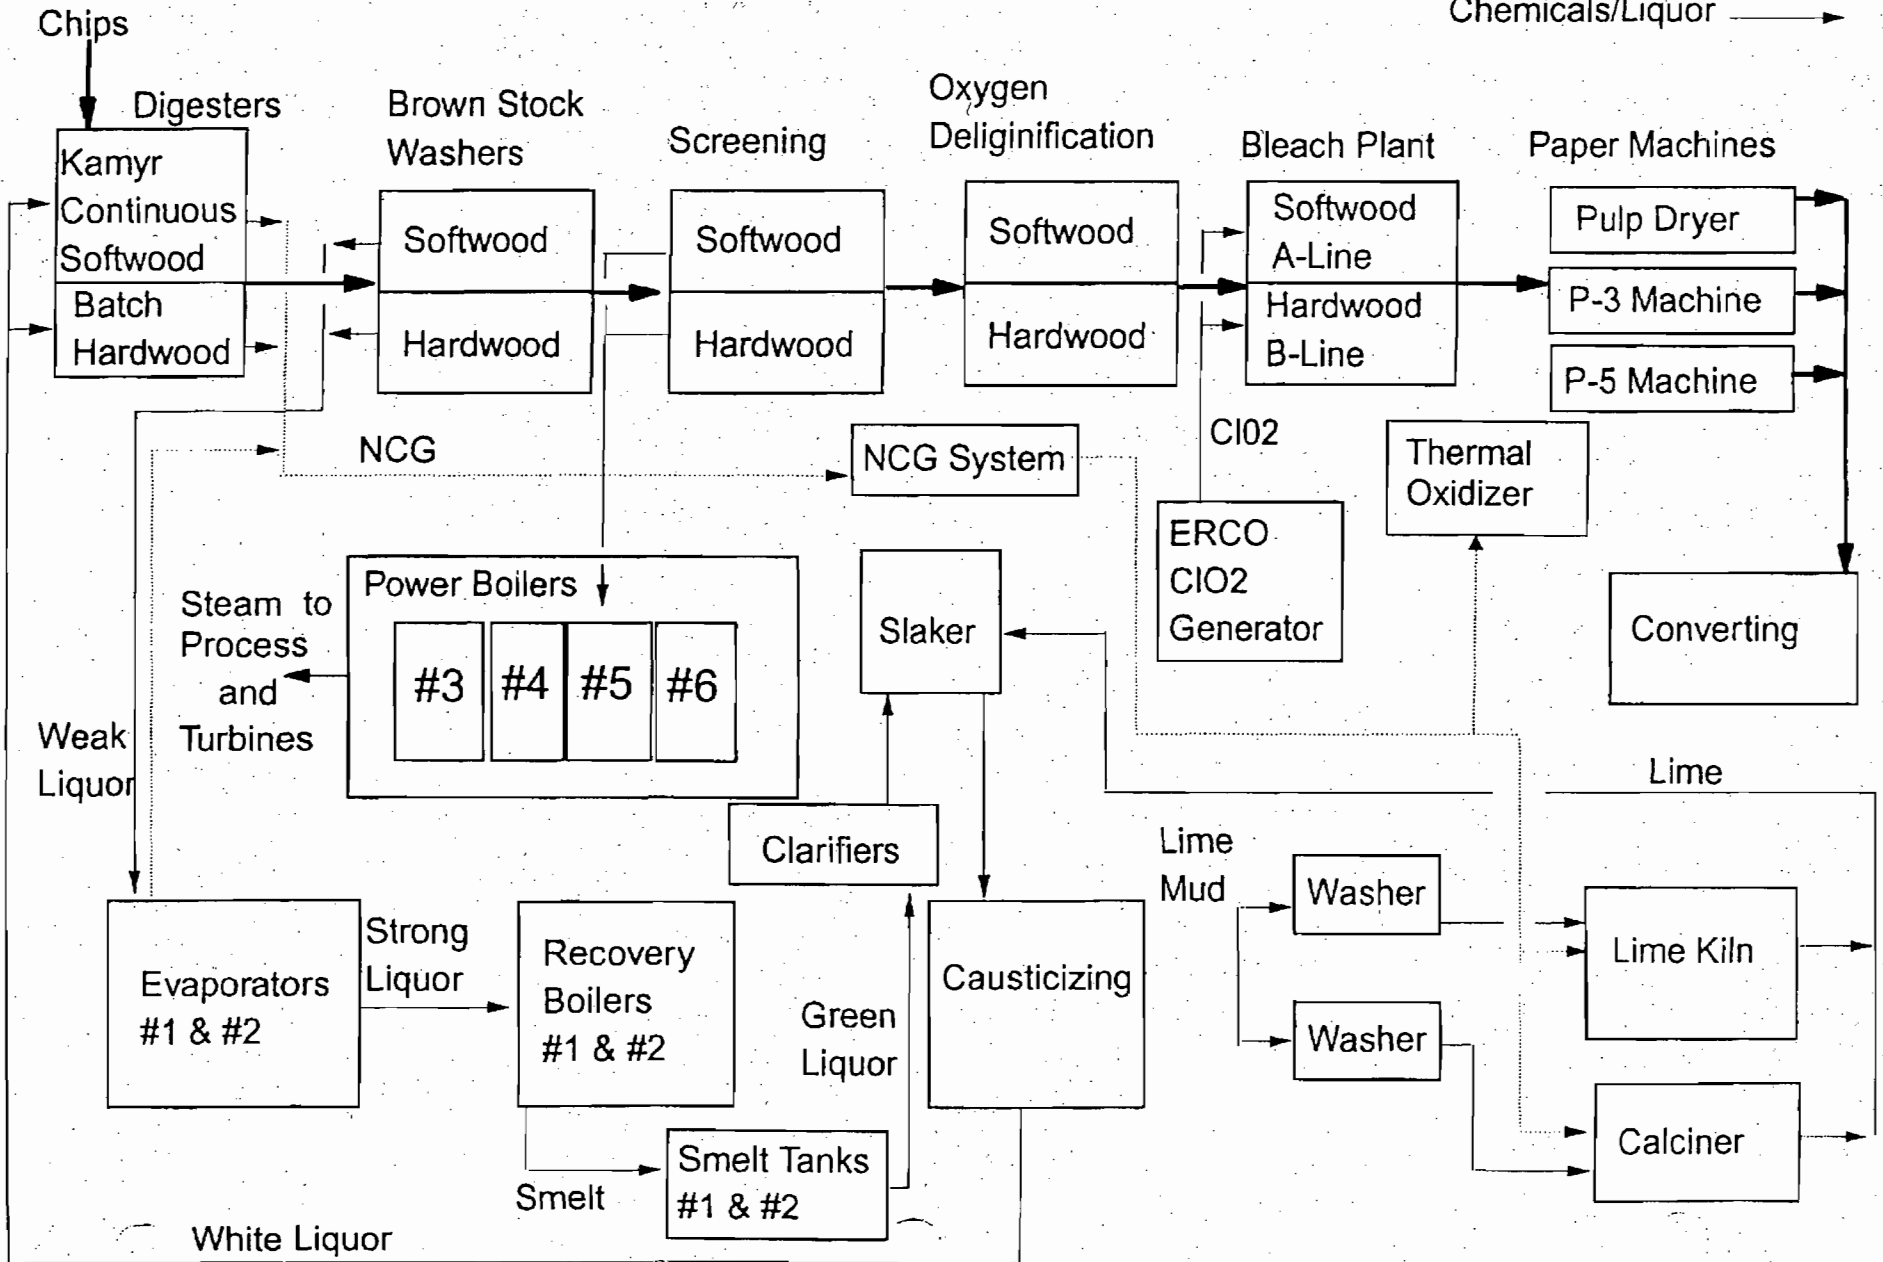 Chips
Chemicals/Liquor
Digesters
Brown Stock
Washers
Screening
Oxygen
Deliginification
Bleach Plant
Paper Machines
Kamyr
Continuous
Softwood
Batch
Hardwood
Softwood
Hardwood
Softwood
Hardwood
Softwood
Hardwood
Softwood
A-Line
Hardwood
B-Line
Pulp Dryer
P-3 Machine
P-5 Machine
NCG
NCG System
Cl02
Thermal
Oxidizer
ERCO
ClO2
Generator
Converting
Power Boilers
#3
#4
#5
#6
Steam to
Process
and
Turbines
Slaker
Weak
Liquor
Clarifiers
Lime
Lime
Mud
Washer
Washer
Lime Kiln
Calciner
Evaporators
#1 & #2
Strong
Liquor
Recovery
Boilers
#1 & #2
Green
Liquor
Causticizing
Smelt
Smelt Tanks
#1 & #2
White Liquor